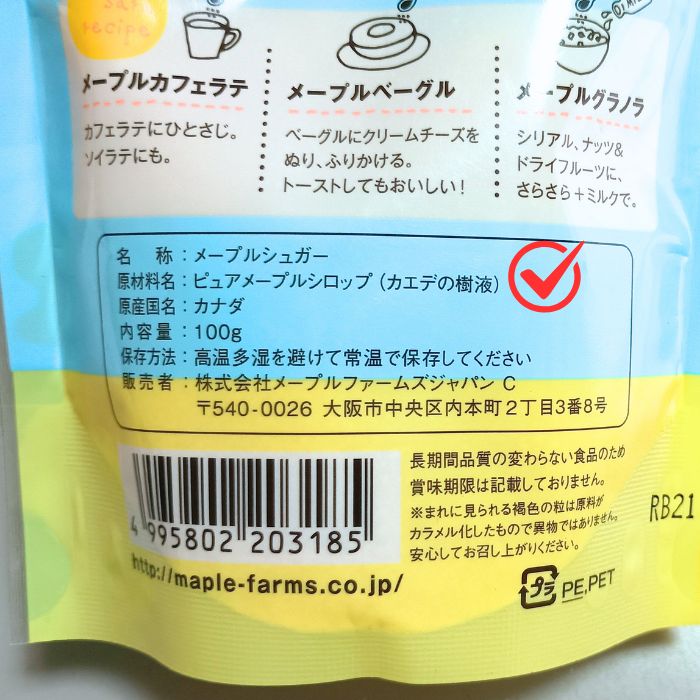 recipe
メープルカフェラテ
カフェラテにひとさじ。
ソイラテにも。
メープルベーグル
ベーグルにクリームチーズを
ぬり、ふりかける。
トーストしてもおいしい！
メープルグラノラ
シリアル、ナッツ&
ドライフルーツに、
さらさら＋ミルクで。
名 称：メープルシュガー
原材料名：ピュアメープルシロップ（カエデの樹液）
原産国名：カナダ
内容量：100g
保存方法：高温多湿を避けて常温で保存してください
販売者：株式会社メープルファームズジャパン C
〒540-0026 大阪市中央区内本町2丁目3番8号
4 995802 203185
http://maple-farms.co.jp/
長期間品質の変わらない食品のため
賞味期限は記載しておりません。
※まれに見られる褐色の粒は原料が
カラメル化したもので異物ではありません。
安心してお召し上がりください。
RB21
プラ PE,PET